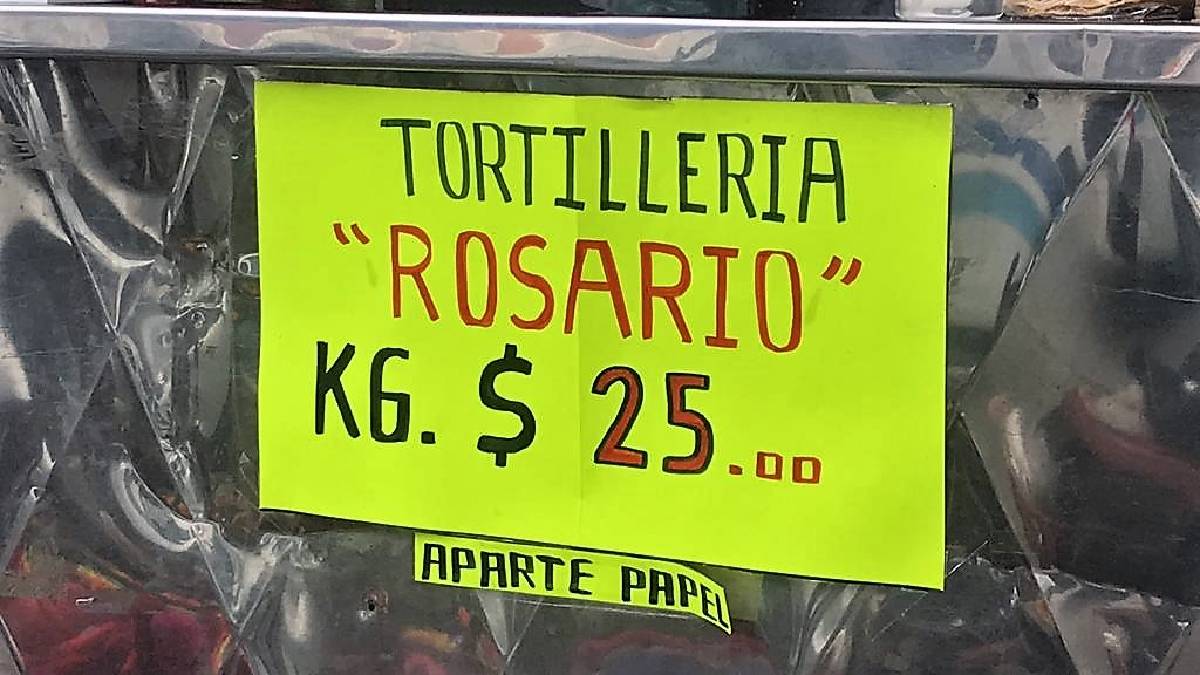 TORTILLERIA
“ROSARIO”
KG. $ 25.00
APARTE PAPEL